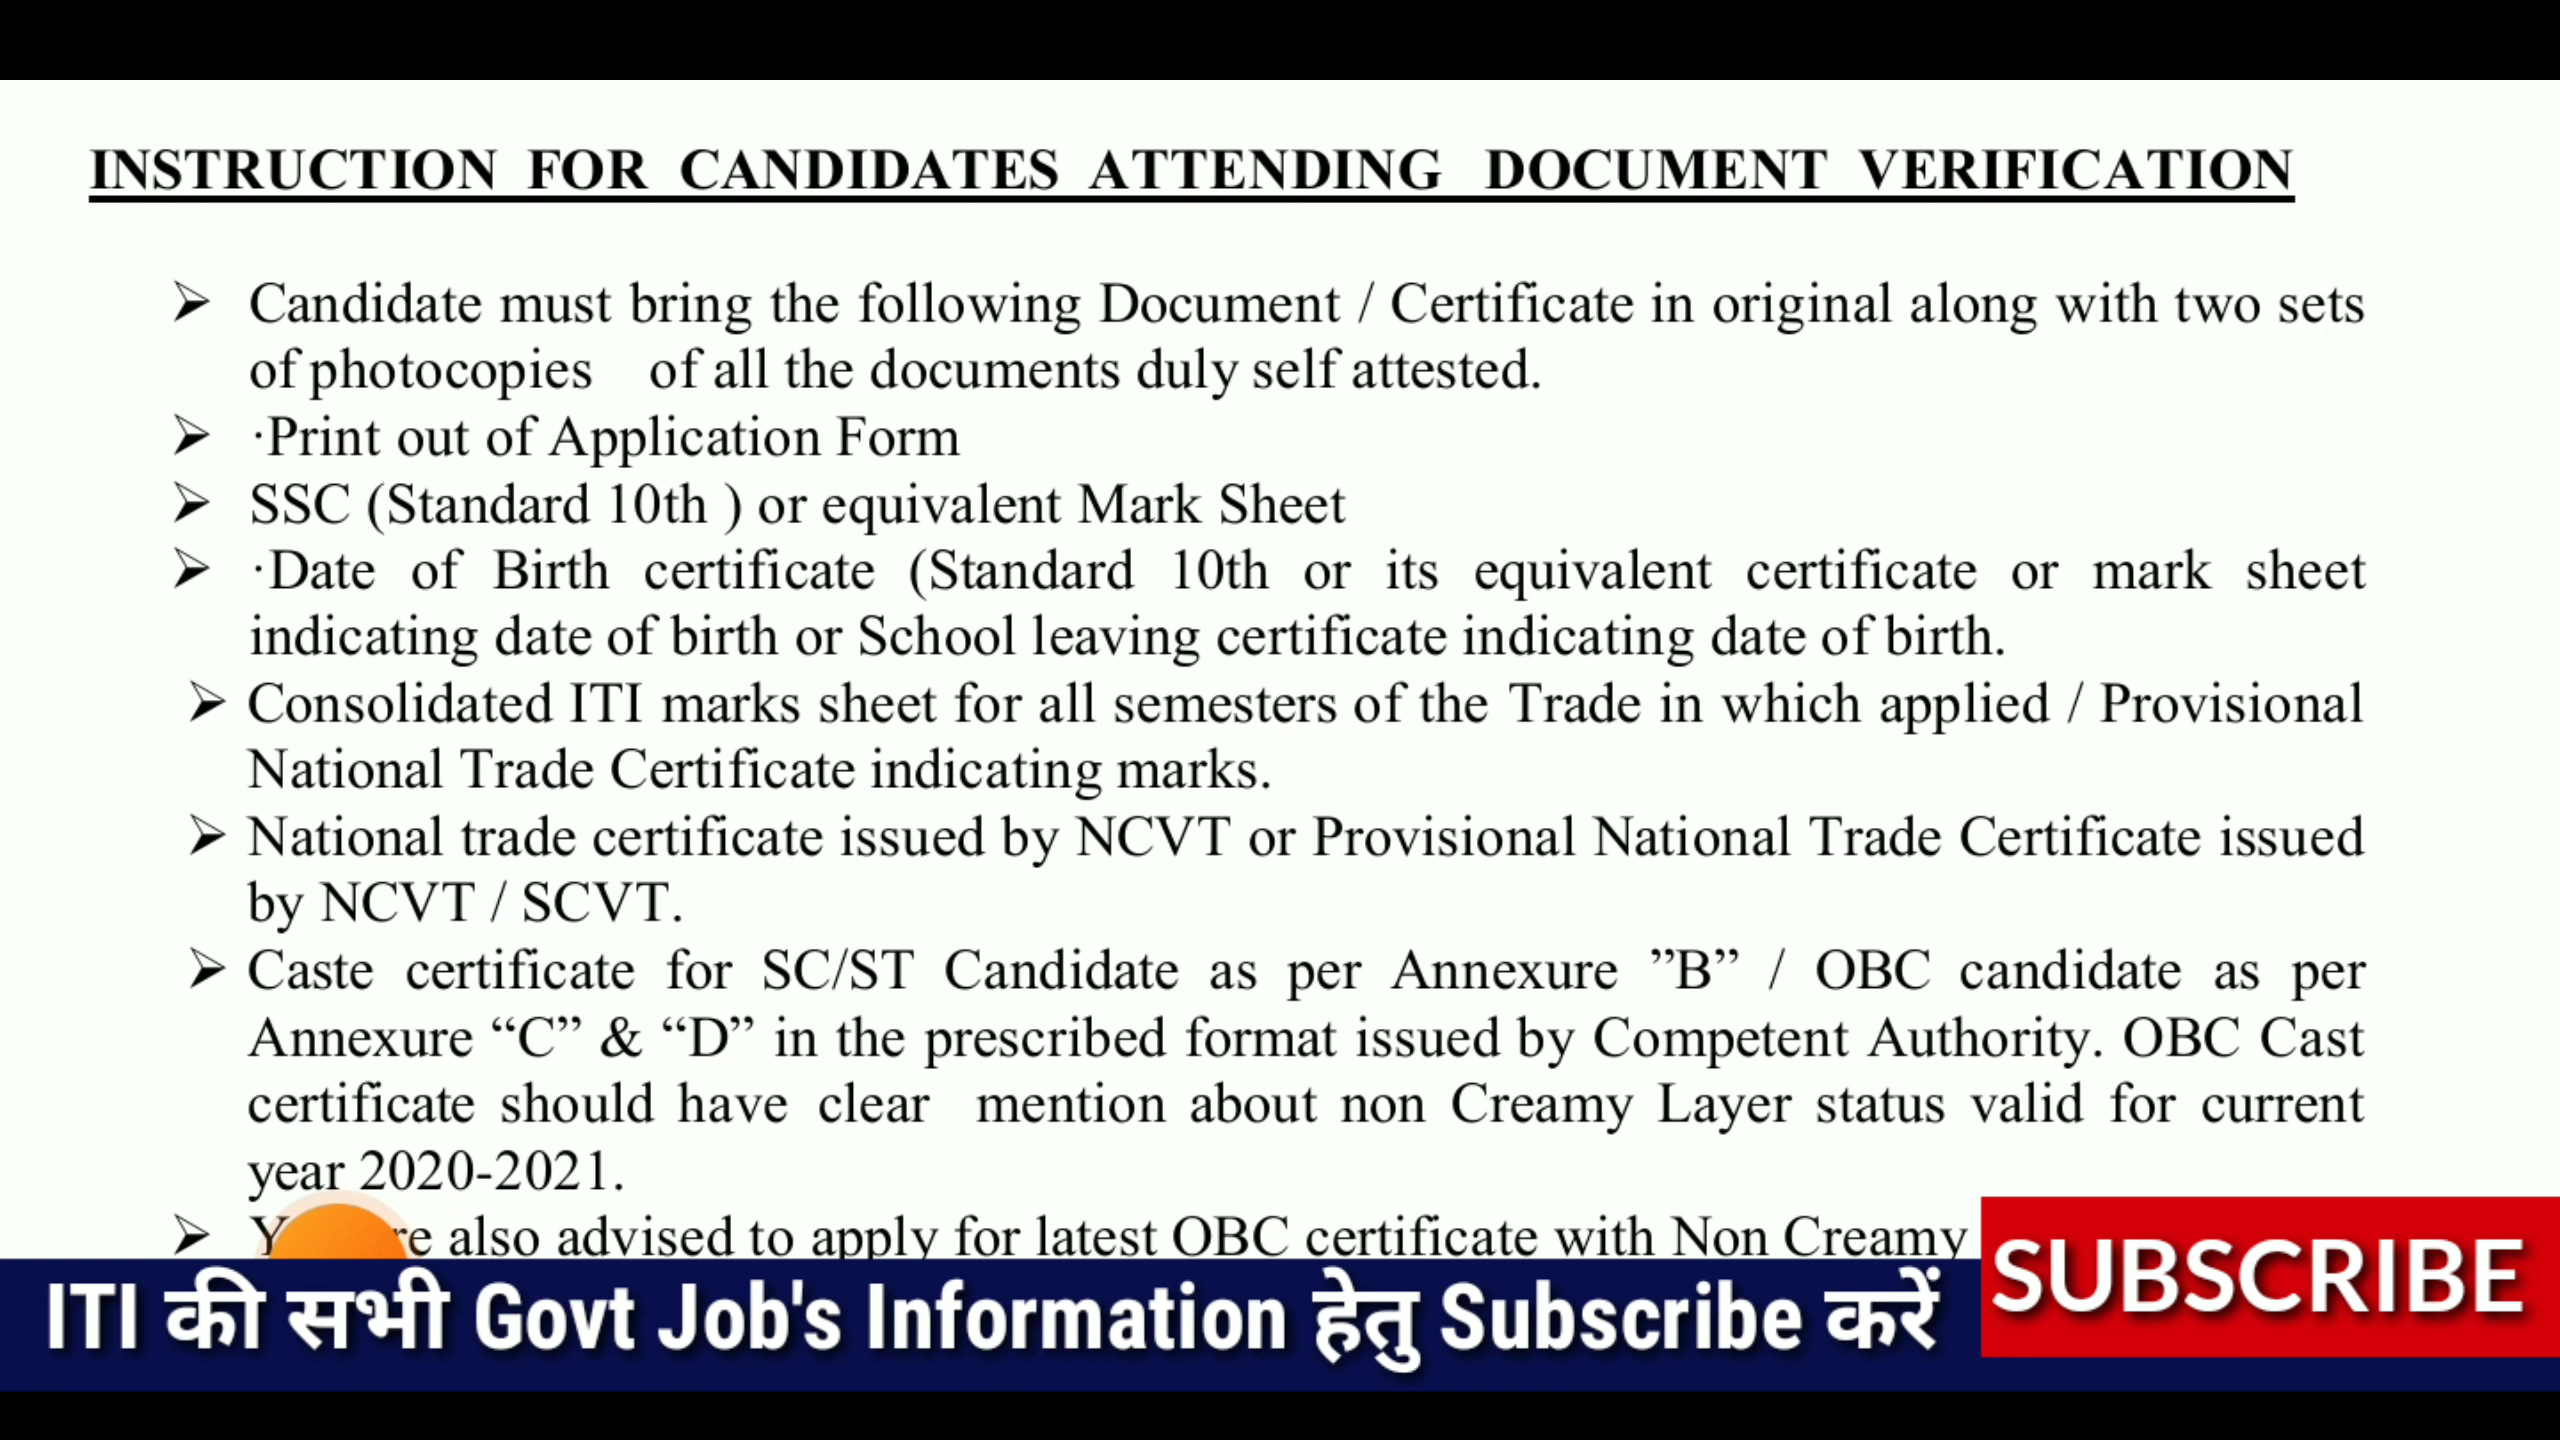 INSTRUCTION FOR CANDIDATES ATTENDING DOCUMENT VERIFICATION
➢ Candidate must bring the following Document / Certificate in original along with two sets
of photocopies of all the documents duly self attested.
➢ ·Print out of Application Form
➢ SSC (Standard 10th ) or equivalent Mark Sheet
➢ ·Date of Birth certificate (Standard 10th or its equivalent certificate or mark sheet
indicating date of birth or School leaving certificate indicating date of birth.
➢ Consolidated ITI marks sheet for all semesters of the Trade in which applied / Provisional
National Trade Certificate indicating marks.
➢ National trade certificate issued by NCVT or Provisional National Trade Certificate issued
by NCVT / SCVT.
➢ Caste certificate for SC/ST Candidate as per Annexure ”B” / OBC candidate as per
Annexure “C” & “D” in the prescribed format issued by Competent Authority. OBC Cast
certificate should have clear mention about non Creamy Layer status valid for current
year 2020-2021.
➢ also advised to apply for latest OBC certificate with Non Creamy
ITI की सभी Govt Job's Information हेतु Subscribe करें
SUBSCRIBE